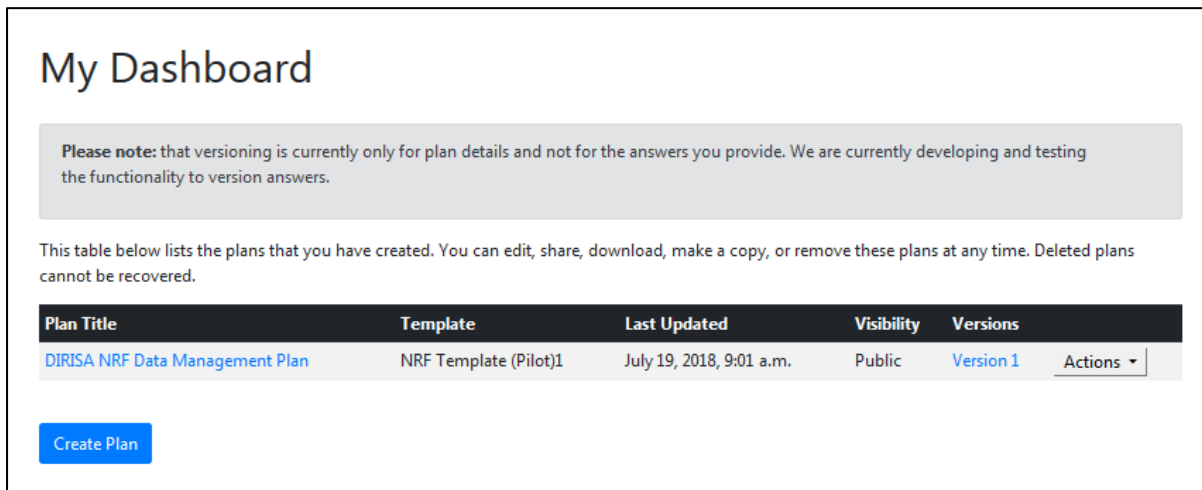 My Dashboard
Please note: that versioning is currently only for plan details and not for the answers you provide. We are currently developing and testing
the functionality to version answers.
This table below lists the plans that you have created. You can edit, share, download, make a copy, or remove these plans at any time. Deleted plans
cannot be recovered.
Plan Title Template Last Updated Visibility Versions
DIRISA NRF Data Management Plan NRF Template (Pilot)1 July 19, 2018, 9:01 a.m. Public Version 1 Actions
Create Plan